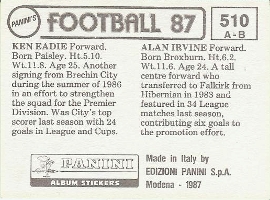 PANINI'S FOOTBALL 87
510
A-B
KEN EADIE Forward.
Born Paisley. Ht.5.10.
Wt.11.8. Age 25. Another
signing from Brechin City
during the summer of 1986
in an effort to strengthen
the squad for the Premier
Division. Was City's top
scorer last season with 24
goals in League and Cups.
ALAN IRVINE Forward.
Born Broxburn. Ht.6.2.
Wt.11.6. Age 24. A tall
centre forward who
transferred to Falkirk from
Hibernian in 1983 and
featured in 34 League
matches last season,
contributing six goals to
the promotion effort.
PANINI
ALBUM STICKERS
Made in Italy by
EDIZIONI PANINI S.p.A.
Modena - 1987